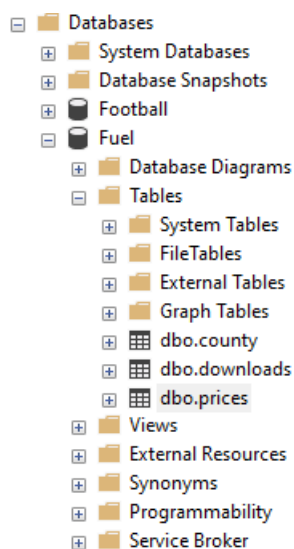 Databases
System Databases
Database Snapshots
Football
Fuel
Database Diagrams
Tables
System Tables
FileTables
External Tables
Graph Tables
dbo.county
dbo.downloads
dbo.prices
Views
External Resources
Synonyms
Programmability
Service Broker